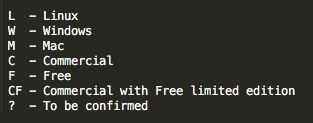 L  - Linux
W  - Windows
M  - Mac
C  - Commercial
F  - Free
CF - Commercial with Free limited edition
?  - To be confirmed